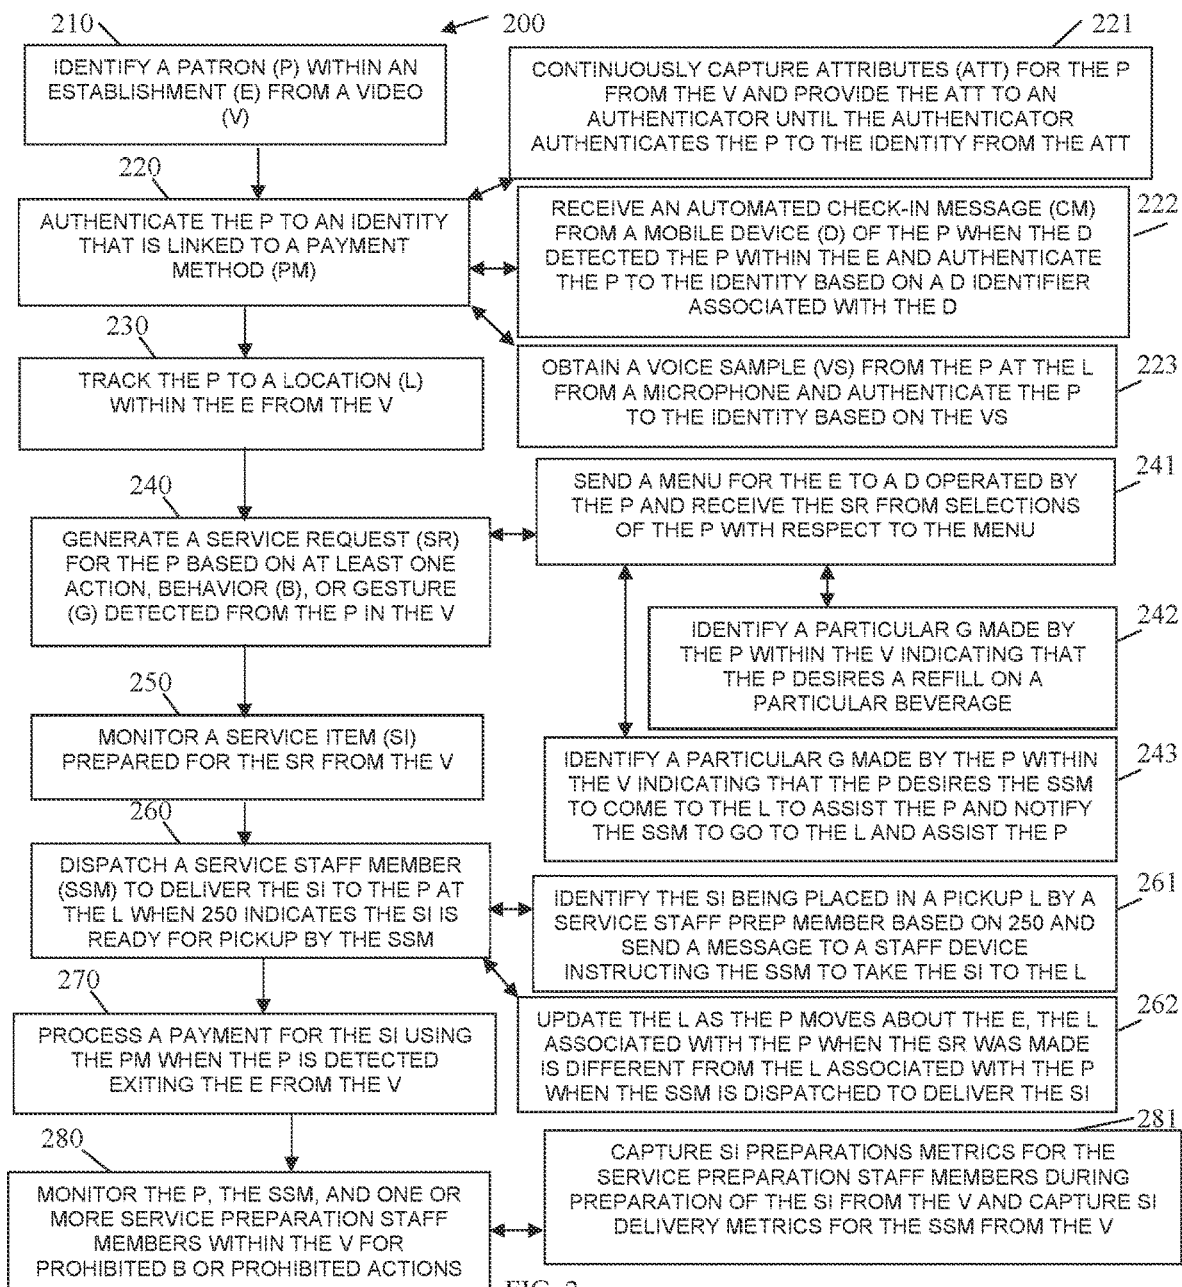 210
200
221
IDENTIFY A PATRON (P) WITHIN AN
ESTABLISHMENT (E) FROM A VIDEO
(V)
CONTINUOUSLY CAPTURE ATTRIBUTES (ATT) FOR THE P
FROM THE V AND PROVIDE THE ATT TO AN
AUTHENTICATOR UNTIL THE AUTHENTICATOR
AUTHENTICATES THE P TO THE IDENTITY FROM THE ATT
220
AUTHENTICATE THE P TO AN IDENTITY
THAT IS LINKED TO A PAYMENT
METHOD (PM)
222
RECEIVE AN AUTOMATED CHECK-IN MESSAGE (CM)
FROM A MOBILE DEVICE (D) OF THE P WHEN THE D
DETECTED THE P WITHIN THE E AND AUTHENTICATE
THE P TO THE IDENTITY BASED ON A D IDENTIFIER
ASSOCIATED WITH THE D
230
TRACK THE P TO A LOCATION (L)
WITHIN THE E FROM THE V
223
OBTAIN A VOICE SAMPLE (VS) FROM THE P AT THE L
FROM A MICROPHONE AND AUTHENTICATE THE P
TO THE IDENTITY BASED ON THE VS
240
GENERATE A SERVICE REQUEST (SR)
FOR THE P BASED ON AT LEAST ONE
ACTION, BEHAVIOR (B), OR GESTURE
(G) DETECTED FROM THE P IN THE V
241
SEND A MENU FOR THE E TO A D OPERATED BY
THE P AND RECEIVE THE SR FROM SELECTIONS
OF THE P WITH RESPECT TO THE MENU
242
IDENTIFY A PARTICULAR G MADE BY
THE P WITHIN THE V INDICATING THAT
THE P DESIRES A REFILL ON A
PARTICULAR BEVERAGE
250
MONITOR A SERVICE ITEM (SI)
PREPARED FOR THE SR FROM THE V
243
IDENTIFY A PARTICULAR G MADE BY THE P WITHIN
THE V INDICATING THAT THE P DESIRES THE SSM
TO COME TO THE L TO ASSIST THE P AND NOTIFY
THE SSM TO GO TO THE L AND ASSIST THE P
260
DISPATCH A SERVICE STAFF MEMBER
(SSM) TO DELIVER THE SI TO THE P AT
THE L WHEN 250 INDICATES THE SI IS
READY FOR PICKUP BY THE SSM
261
IDENTIFY THE SI BEING PLACED IN A PICKUP L BY A
SERVICE STAFF PREP MEMBER BASED ON 250 AND
SEND A MESSAGE TO A STAFF DEVICE
INSTRUCTING THE SSM TO TAKE THE SI TO THE L
270
PROCESS A PAYMENT FOR THE SI USING
THE PM WHEN THE P IS DETECTED
EXITING THE E FROM THE V
262
UPDATE THE L AS THE P MOVES ABOUT THE E, THE L
ASSOCIATED WITH THE P WHEN THE SR WAS MADE
IS DIFFERENT FROM THE L ASSOCIATED WITH THE P
WHEN THE SSM IS DISPATCHED TO DELIVER THE SI
280
MONITOR THE P, THE SSM, AND ONE OR
MORE SERVICE PREPARATION STAFF
MEMBERS WITHIN THE V FOR
PROHIBITED B OR PROHIBITED ACTIONS
281
CAPTURE SI PREPARATIONS METRICS FOR THE
SERVICE PREPARATION STAFF MEMBERS DURING
PREPARATION OF THE SI FROM THE V AND CAPTURE SI
DELIVERY METRICS FOR THE SSM FROM THE V
FIG. 2